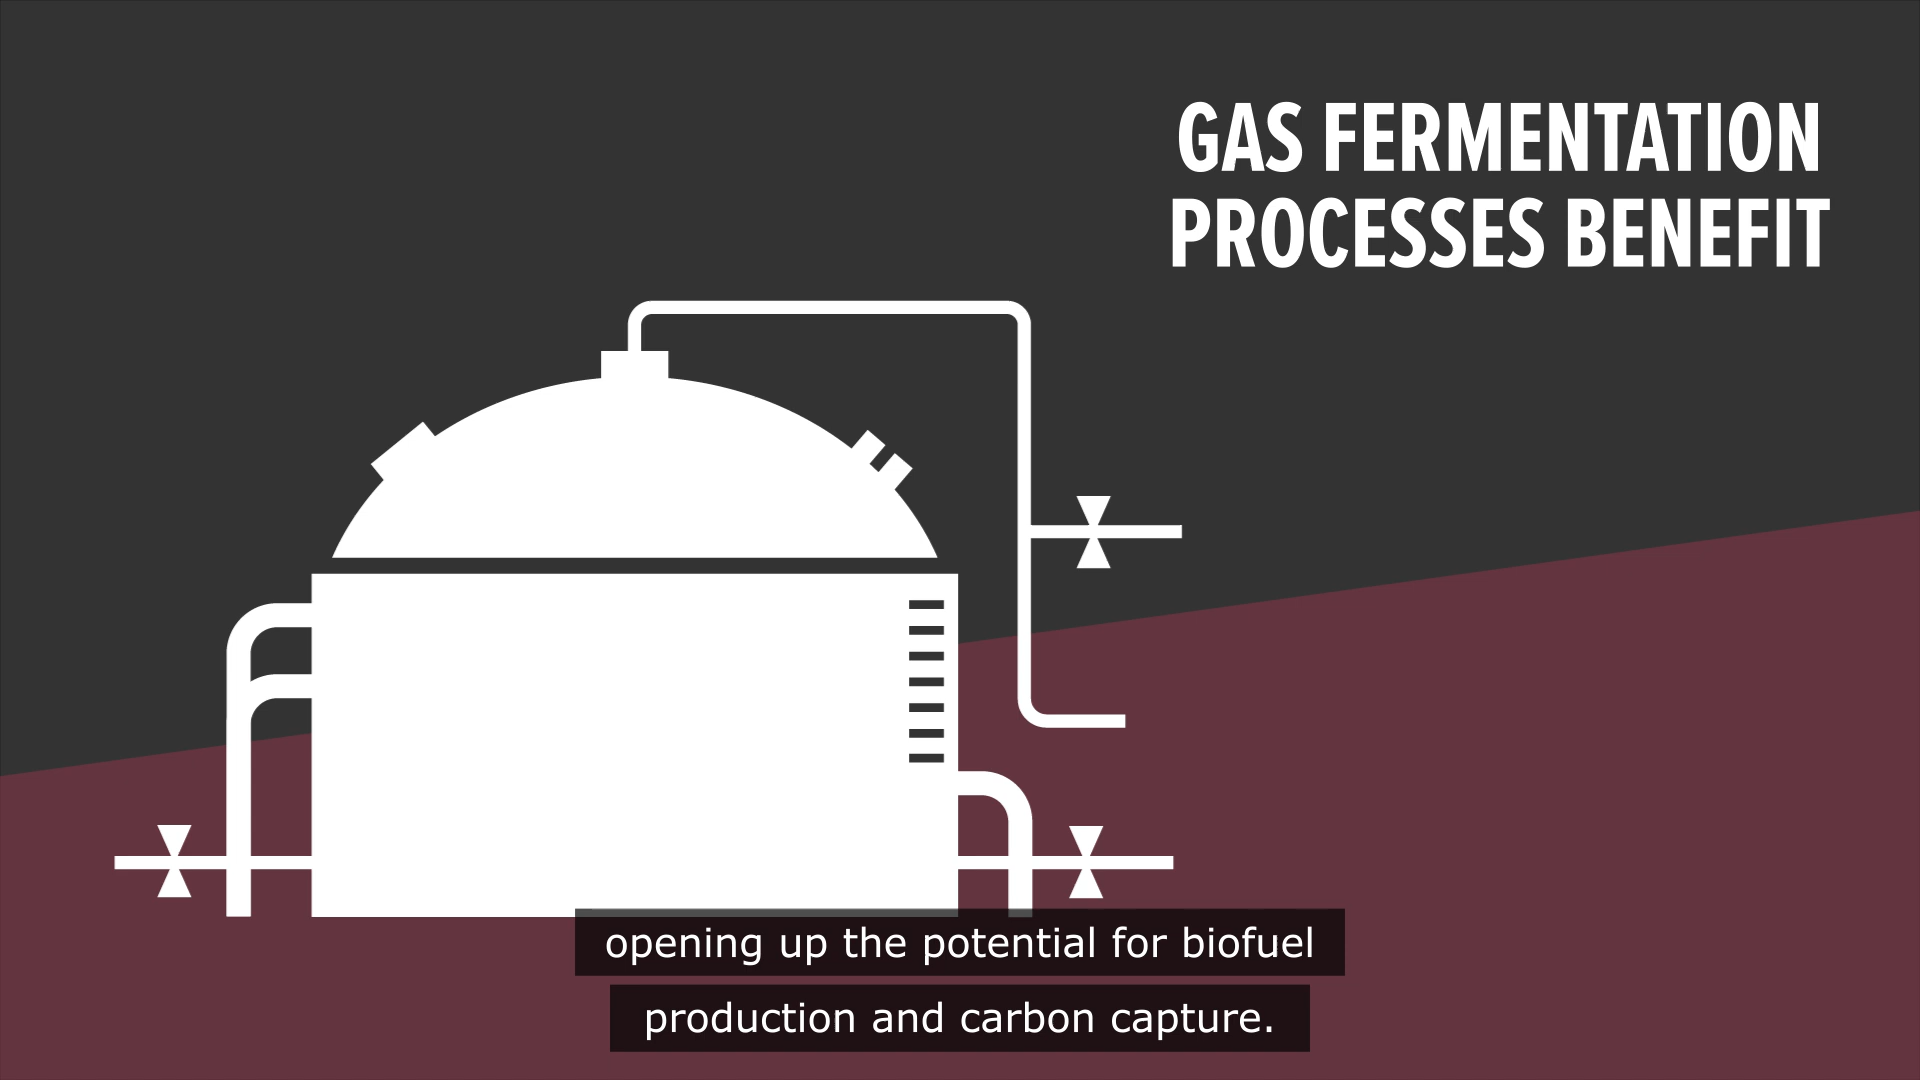 GAS FERMENTATION
PROCESSES BENEFIT
opening up the potential for biofuel
production and carbon capture.